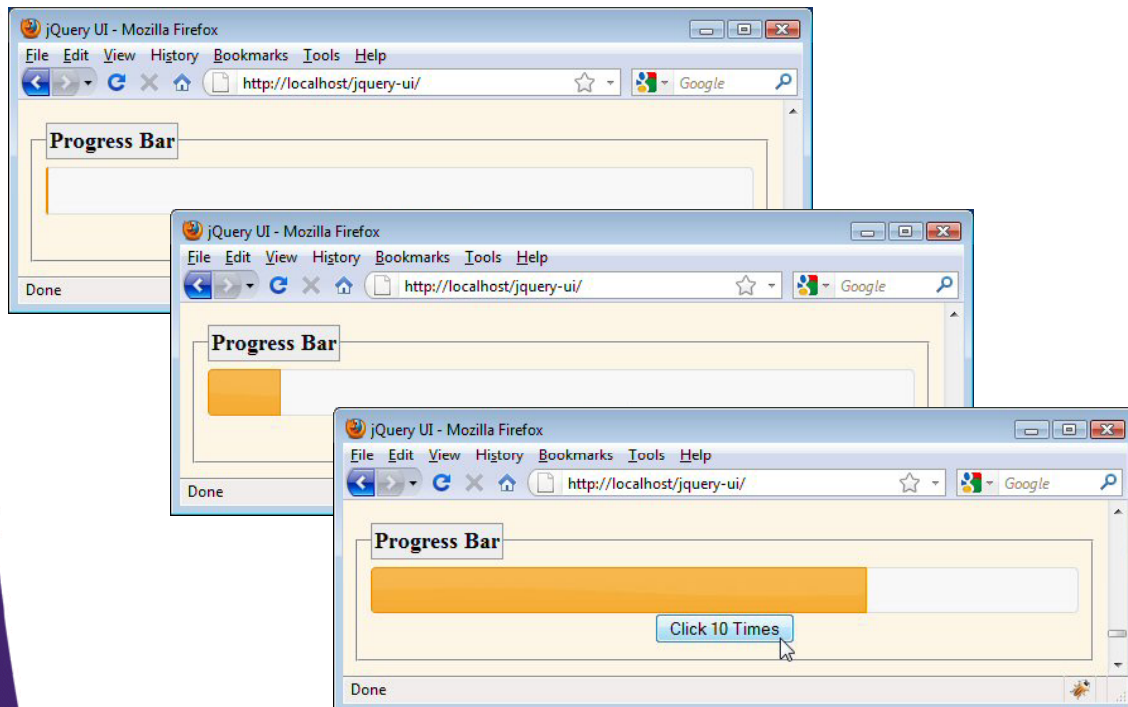 jQuery UI - Mozilla Firefox
File Edit View History Bookmarks Tools Help
http://localhost/jquery-ui/ Google
Progress Bar
Done
jQuery UI - Mozilla Firefox
File Edit View History Bookmarks Tools Help
http://localhost/jquery-ui/ Google
Progress Bar
Done
jQuery UI - Mozilla Firefox
File Edit View History Bookmarks Tools Help
http://localhost/jquery-ui/ Google
Progress Bar
Click 10 Times
Done